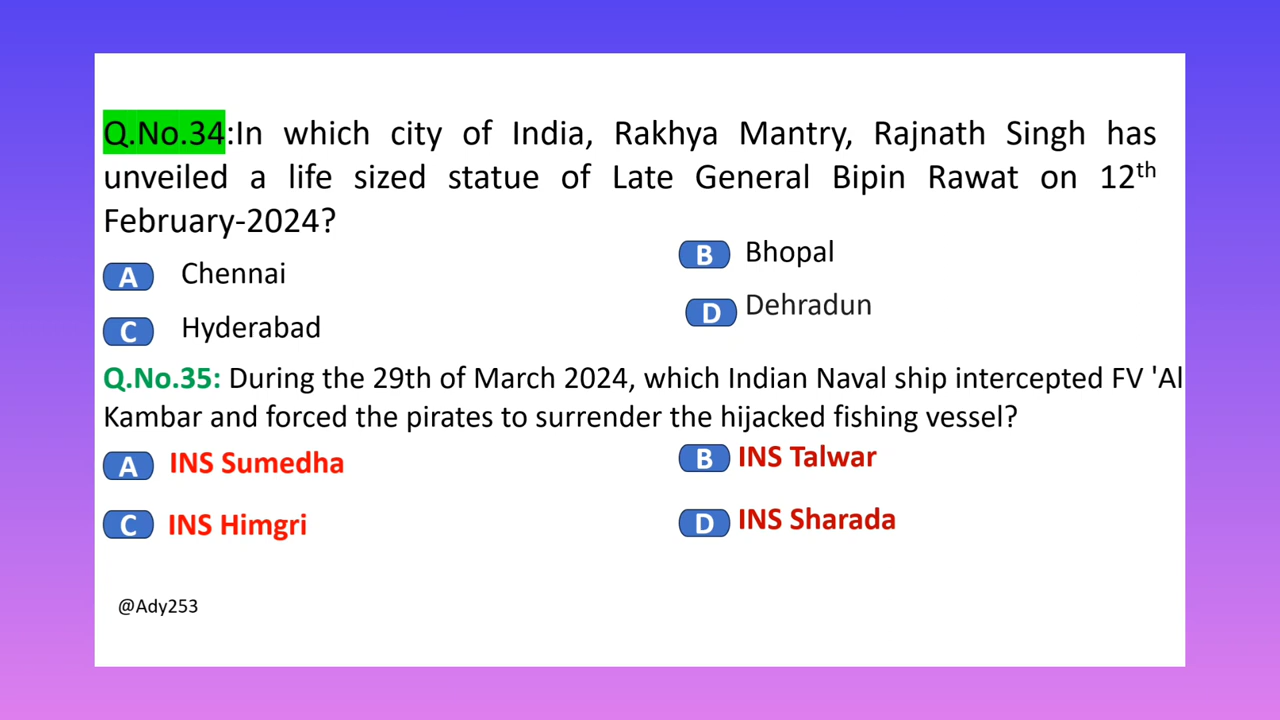 Q.No.34:In which city of India, Rakhya Mantry, Rajnath Singh has
unveiled a life sized statue of Late General Bipin Rawat on 12th
February-2024?
A Chennai
B Bhopal
C Hyderabad
D Dehradun
Q.No.35: During the 29th of March 2024, which Indian Naval ship intercepted FV 'Al
Kambar and forced the pirates to surrender the hijacked fishing vessel?
A INS Sumedha
B INS Talwar
C INS Himgri
D INS Sharada
@Ady253